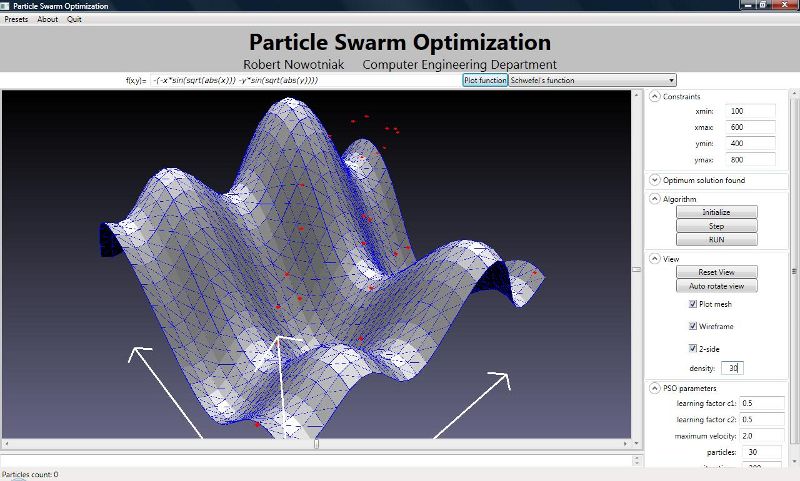 Particle Swarm Optimization
Presets About Quit
Particle Swarm Optimization
Robert Nowotniak Computer Engineering Department
f(x,y)= -(-x*sin(sqrt(abs(x))) -y*sin(sqrt(abs(y)))) Plot function Schwefel's function
Constraints
xmin: 100
xmax: 600
ymin: 400
ymax: 800
Optimum solution found
Algorithm
Initialize
Step
RUN
View
Reset View
Auto rotate view
Plot mesh
Wireframe
2-side
density: 30
PSO parameters
learning factor c1: 0.5
learning factor c2: 0.5
maximum velocity: 2.0
particles: 30
Particles count: 0